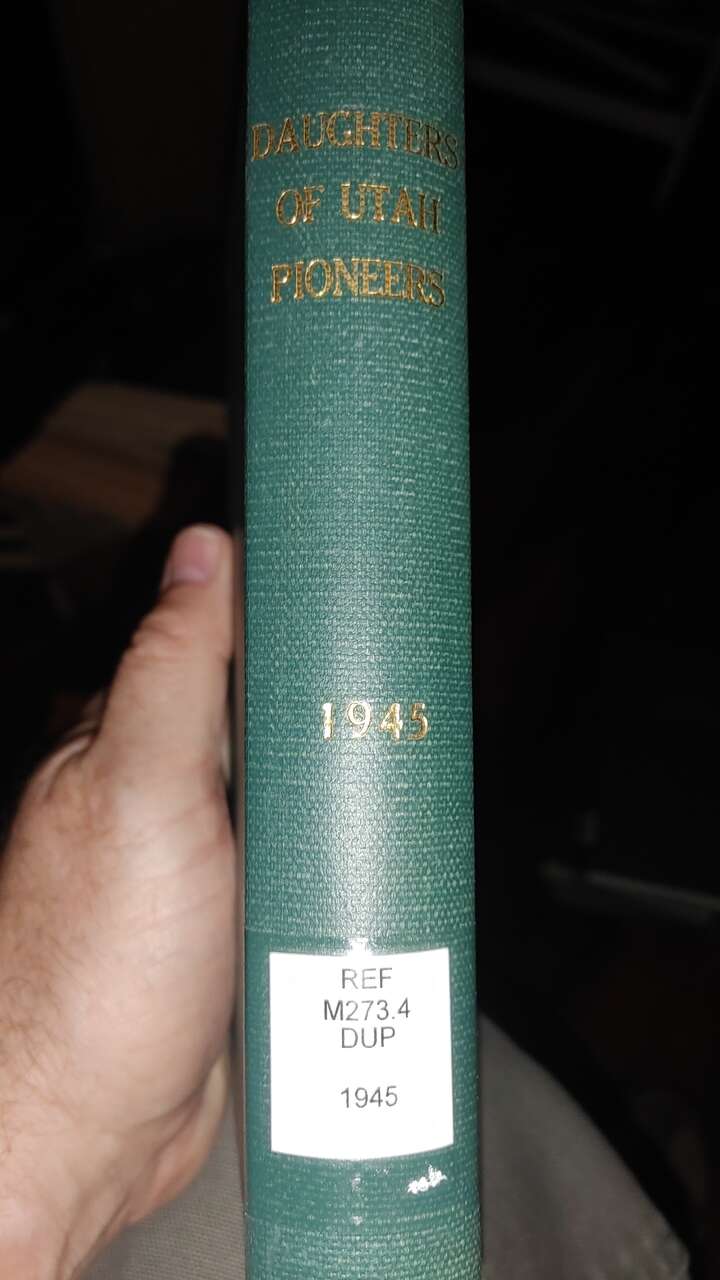 DAUGHTERS
OF UTAH
PIONEERS
1945
REF
M273.4
DUP
1945